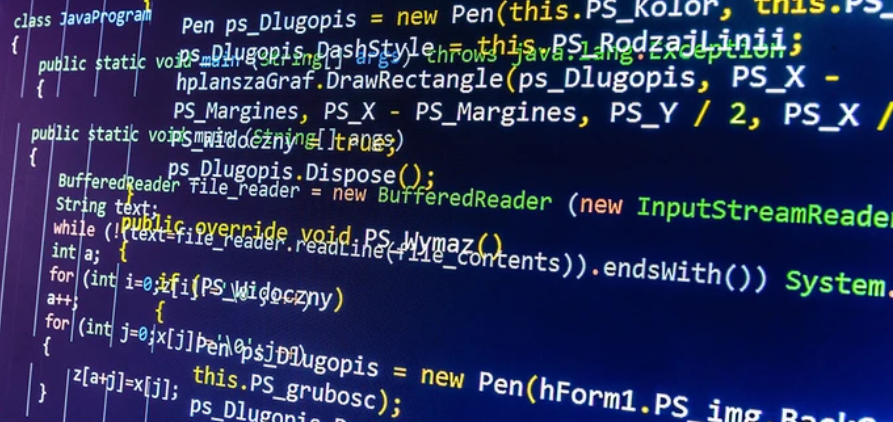 class JavaProgram
{
public static void main (String[] args) throws java.lang.Exception
{
public static void main (String[] args)
{
BufferedReader file_reader = new BufferedReader (new InputStreamReade
String text;
while (!(text=file_reader.readLine(file_contents)).endsWith()) System.
int a;
for (int i=0;
a++;
for (int j=0;x[j]!='\0';j++)
{
z[a+j]=x[j];
}
Pen ps_Dlugopis = new Pen(this.PS_Kolor, this.PS_
ps_Dlugopis.DashStyle = this.PS_RodzajLinii;
hplanszaGraf.DrawRectangle(ps_Dlugopis, PS_X -
PS_Margines, PS_X - PS_Margines, PS_Y / 2, PS_X /
PS_Widoczny = true;
ps_Dlugopis.Dispose();
}
public override void PS_Wymaz()
{
if (PS_Widoczny)
{
Pen ps_Dlugopis = new Pen(hForm1.PS_img.BackC
this.PS_grubosc);
ps_Dlugopis.